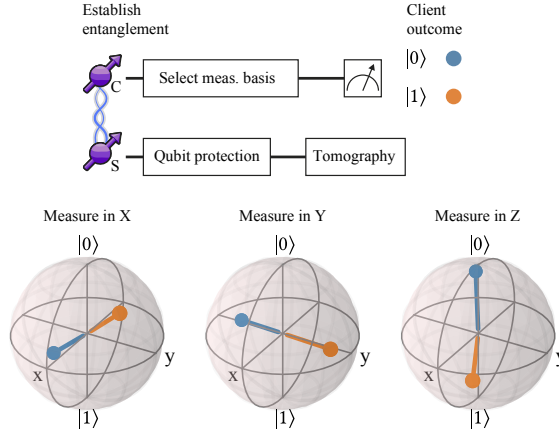 Establish
entanglement
Client
outcome
|0⟩
|1⟩
C
Select meas. basis
S
Qubit protection
Tomography
Measure in X
Measure in Y
Measure in Z
|0⟩
|0⟩
|0⟩
x
y
x
y
x
y
|1⟩
|1⟩
|1⟩